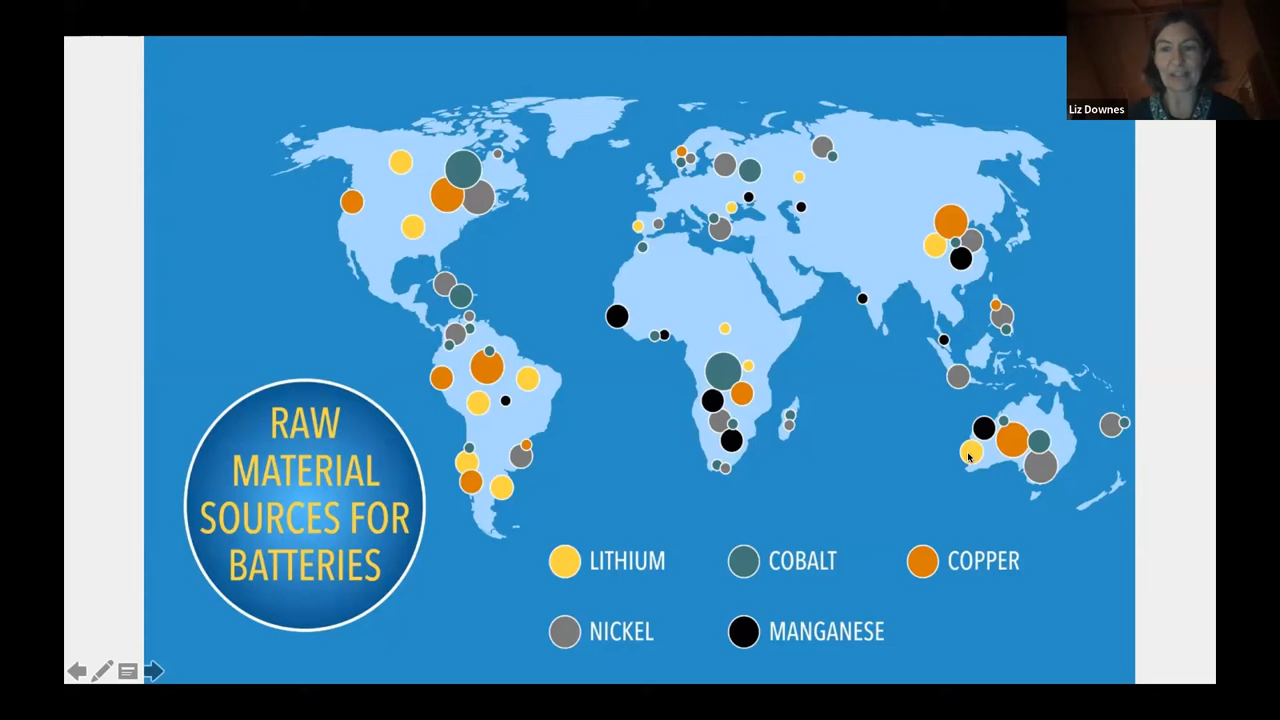 Liz Downes
RAW
MATERIAL
SOURCES FOR
BATTERIES
LITHIUM
COBALT
COPPER
NICKEL
MANGANESE